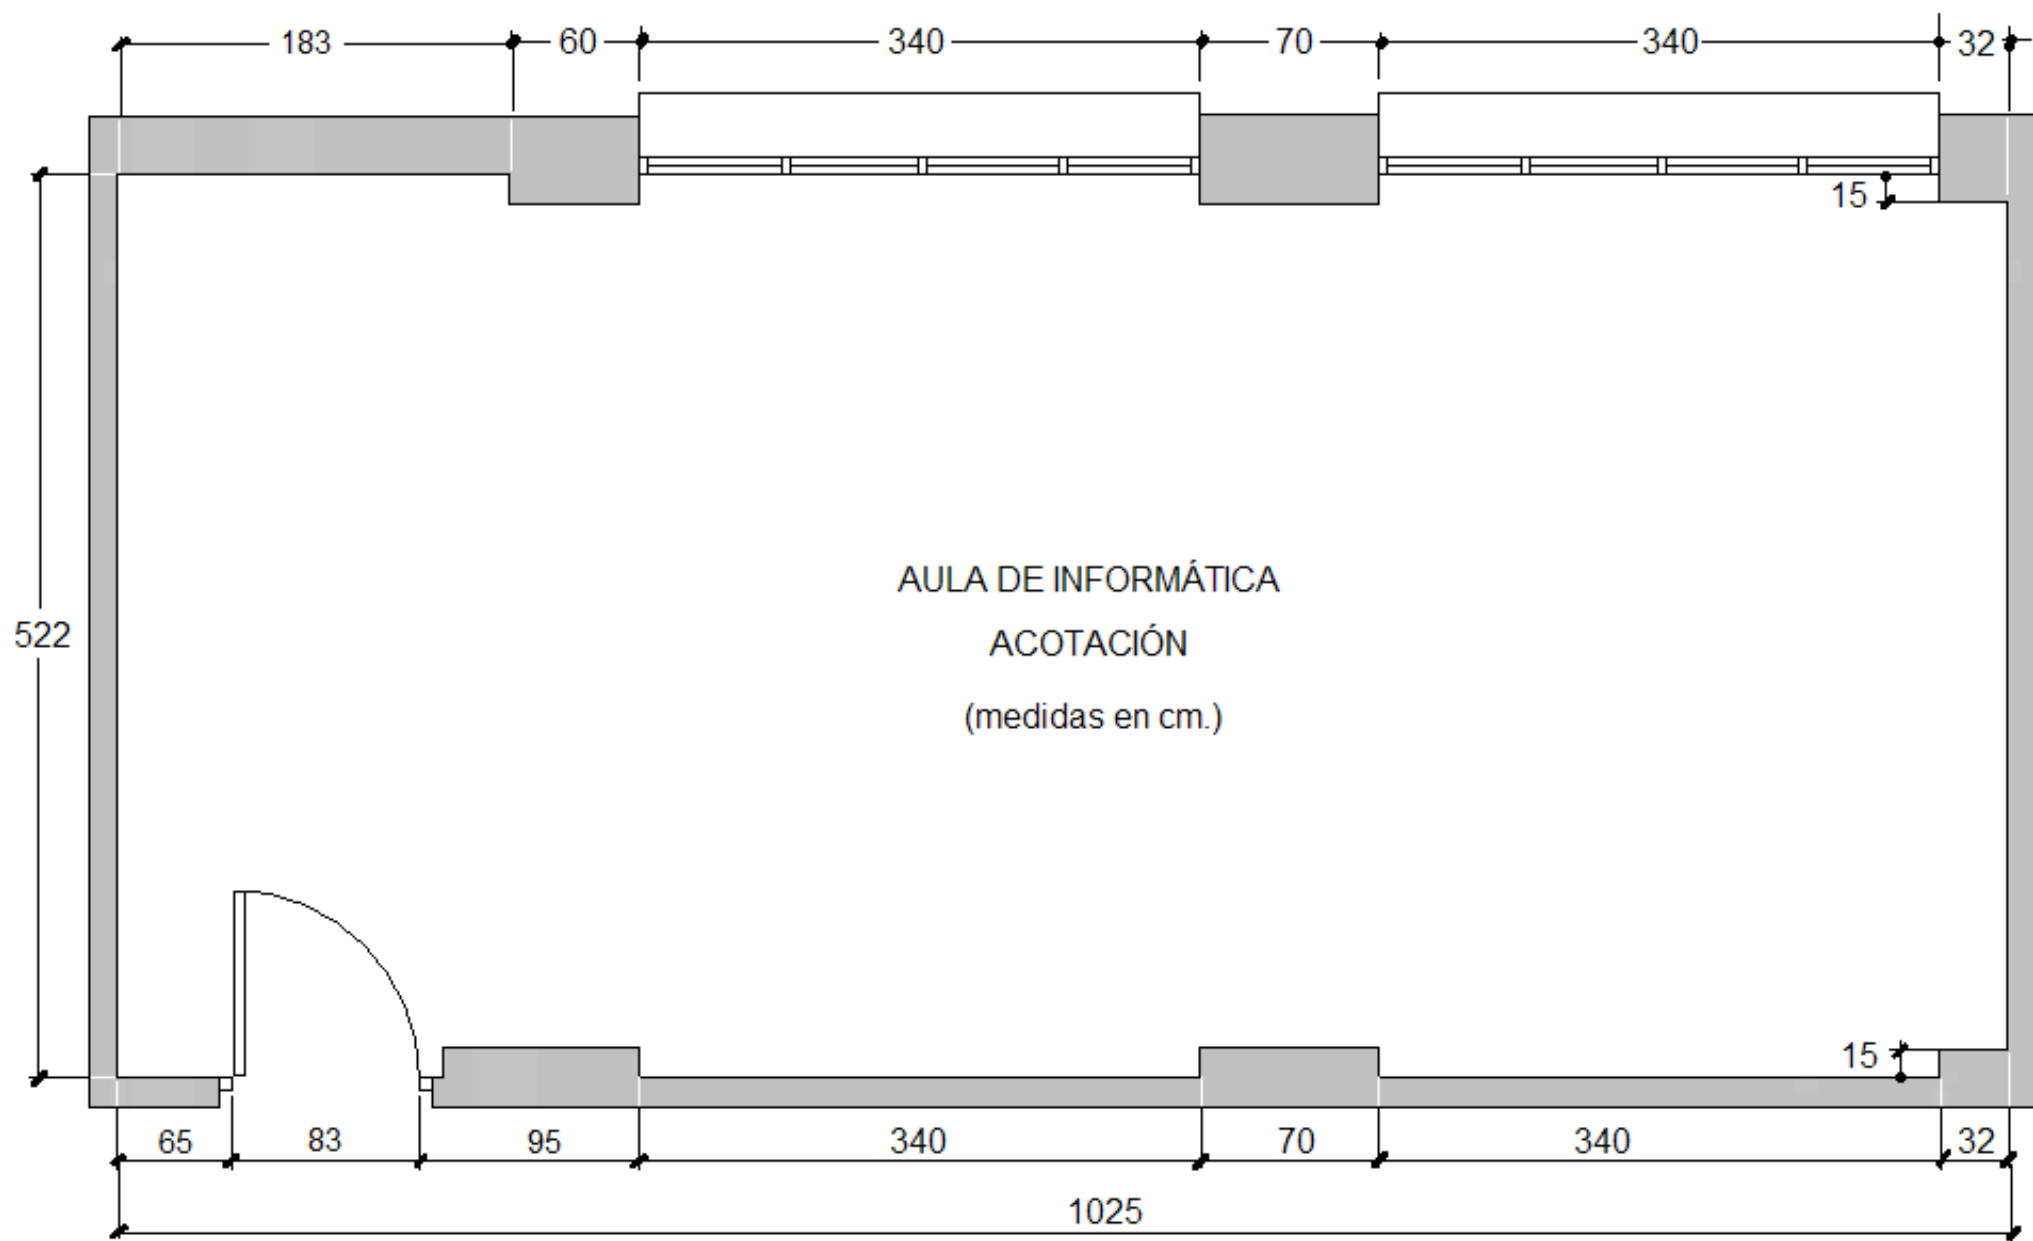 183 60 340 70 340 32
15
AULA DE INFORMÁTICA
522
ACOTACIÓN
(medidas en cm.)
15
65 83 95 340 70 340 32
1025